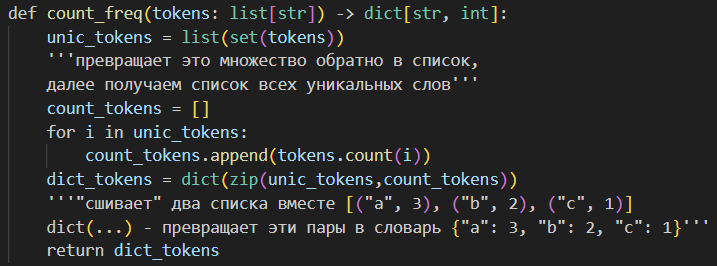 def count_freq(tokens: list[str]) -> dict[str, int]:
    unic_tokens = list(set(tokens))
    '''превращает это множество обратно в список,
    далее получаем список всех уникальных слов'''
    count_tokens = []
    for i in unic_tokens:
        count_tokens.append(tokens.count(i))
    dict_tokens = dict(zip(unic_tokens,count_tokens))
    '''"сшивает" два списка вместе [("a", 3), ("b", 2), ("c", 1)]
    dict(...) - превращает эти пары в словарь {"a": 3, "b": 2, "c": 1}'''
    return dict_tokens